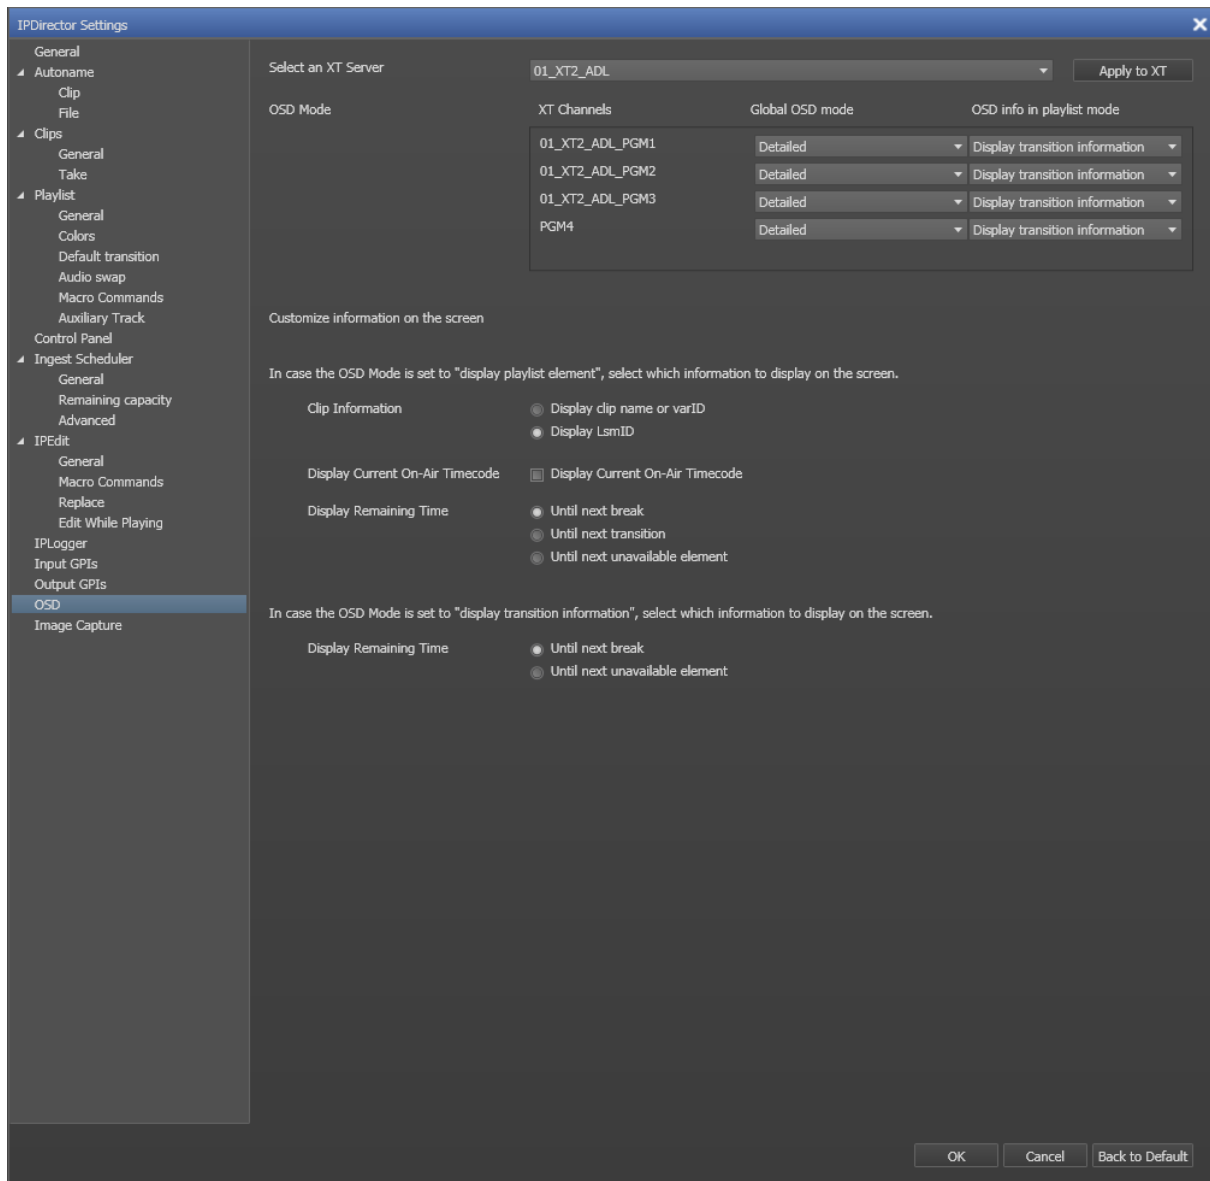 IPDirector Settings
General
Autoname
Clip
File
Clips
General
Take
Playlist
General
Colors
Default transition
Audio swap
Macro Commands
Auxiliary Track
Control Panel
Ingest Scheduler
General
Remaining capacity
Advanced
IPEdit
General
Macro Commands
Replace
Edit While Playing
IPLogger
Input GPIs
Output GPIs
OSD
Image Capture
Select an XT Server 01_XT2_ADL Apply to XT
OSD Mode XT Channels Global OSD mode OSD info in playlist mode
01_XT2_ADL_PGM1 Detailed Display transition information
01_XT2_ADL_PGM2 Detailed Display transition information
01_XT2_ADL_PGM3 Detailed Display transition information
PGM4 Detailed Display transition information
Customize information on the screen
In case the OSD Mode is set to "display playlist element", select which information to display on the screen.
Clip Information Display clip name or varID
Display LsmID
Display Current On-Air Timecode Display Current On-Air Timecode
Display Remaining Time Until next break
Until next transition
Until next unavailable element
In case the OSD Mode is set to "display transition information", select which information to display on the screen.
Display Remaining Time Until next break
Until next unavailable element
OK Cancel Back to Default